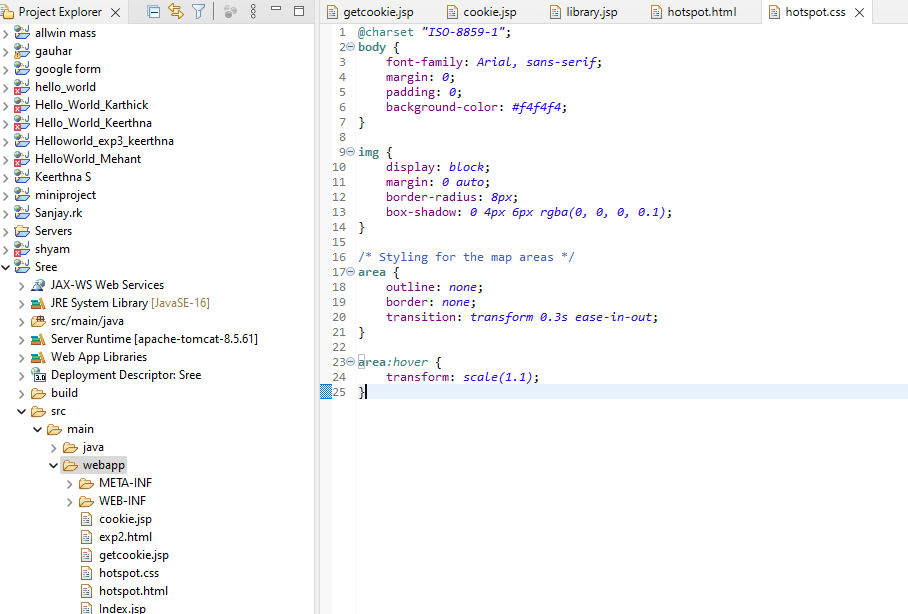 Project Explorer
allwin mass
gauhar
google form
hello_world
Hello_World_Karthick
Hello_World_Keerthna
Helloworld_exp3_keerthna
HelloWorld_Mehant
Keerthna S
miniproject
Sanjay.rk
Servers
shyam
Sree
JAX-WS Web Services
JRE System Library [JavaSE-16]
src/main/java
Server Runtime [apache-tomcat-8.5.61]
Web App Libraries
Deployment Descriptor: Sree
build
src
main
java
webapp
META-INF
WEB-INF
cookie.jsp
exp2.html
getcookie.jsp
hotspot.css
hotspot.html
Index.jsp
getcookie.jsp cookie.jsp library.jsp hotspot.html hotspot.css
1 @charset "ISO-8859-1";
2 body {
3 font-family: Arial, sans-serif;
4 margin: 0;
5 padding: 0;
6 background-color: #f4f4f4;
7 }
8
9 img {
10 display: block;
11 margin: 0 auto;
12 border-radius: 8px;
13 box-shadow: 0 4px 6px rgba(0, 0, 0, 0.1);
14 }
15
16 /* Styling for the map areas */
17 area {
18 outline: none;
19 border: none;
20 transition: transform 0.3s ease-in-out;
21 }
22
23 area:hover {
24 transform: scale(1.1);
25 }